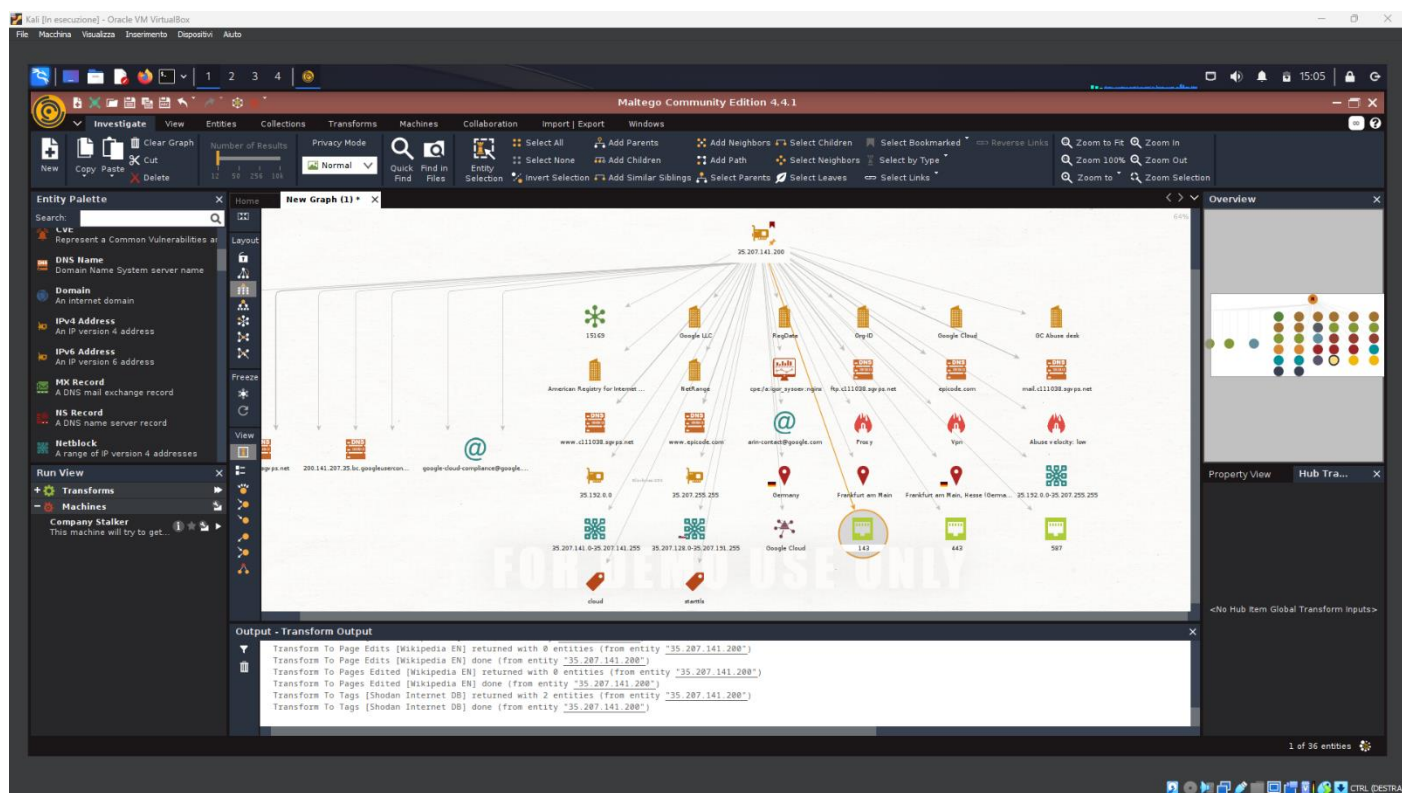 Kali [In esecuzione] - Oracle VM VirtualBox
File Macchina Visualizza Inserimento Dispositivi Aiuto
1 2 3 4
15:05
Maltego Community Edition 4.4.1
Investigate View Entities Collections Transforms Machines Collaboration Import | Export Windows
New
Copy Paste
Clear Graph
Cut
Delete
Number of Results
12 50 256 10k
Privacy Mode
Normal
Quick Find
Find in Files
Entity Selection
Select All
Select None
Invert Selection
Add Parents
Add Children
Add Similar Siblings
Add Neighbors
Add Path
Select Parents
Select Children
Select Neighbors
Select Leaves
Select Bookmarked
Select by Type
Select Links
Reverse Links
Zoom to Fit
Zoom 100%
Zoom to
Zoom In
Zoom Out
Zoom Selection
Entity Palette
Search:
CVE
Represent a Common Vulnerabilities ar
DNS Name
Domain Name System server name
Domain
An internet domain
IPv4 Address
An IP version 4 address
IPv6 Address
An IP version 6 address
MX Record
A DNS mail exchange record
NS Record
A DNS name server record
Netblock
A range of IP version 4 addresses
Run View
Transforms
Machines
Company Stalker
This machine will try to get...
Home New Graph (1) *
Layout
Freeze
View
64%
35.207.141.200
15169
Google LLC
RegDate
Org-ID
Google Cloud
GC Abuse desk
American Registry for Internet ...
NetRange
cpe:/a:igor_sysoev:nginx
ftp.c111038.sgvps.net
epicode.com
mail.c111038.sgvps.net
www.c111038.sgvps.net
www.epicode.com
arin-contact@google.com
Proxy
Vpn
Abuse velocity: low
sgvps.net
200.141.207.35.bc.googleusercon...
google-cloud-compliance@google....
35.192.0.0
35.207.255.255
Germany
Frankfurt am Main
Frankfurt am Main, Hesse (Germa...
35.192.0.0-35.207.255.255
35.207.141.0-35.207.141.255
35.207.128.0-35.207.191.255
Google Cloud
143
443
587
cloud
starttls
FOR DEMO USE ONLY
Output - Transform Output
Transform To Page Edits [Wikipedia EN] returned with 0 entities (from entity "35.207.141.200")
Transform To Page Edits [Wikipedia EN] done (from entity "35.207.141.200")
Transform To Pages Edited [Wikipedia EN] returned with 0 entities (from entity "35.207.141.200")
Transform To Pages Edited [Wikipedia EN] done (from entity "35.207.141.200")
Transform To Tags [Shodan Internet DB] returned with 2 entities (from entity "35.207.141.200")
Transform To Tags [Shodan Internet DB] done (from entity "35.207.141.200")
Overview
Property View Hub Tra...
<No Hub Item Global Transform Inputs>
1 of 36 entities
CTRL (DESTRA